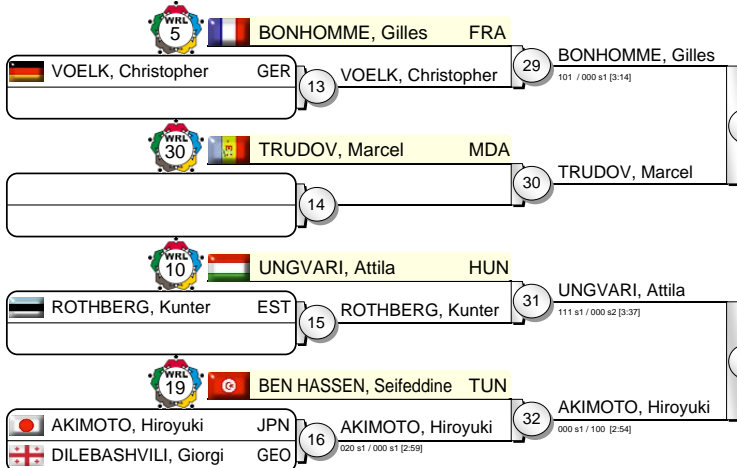 WRL
5
BONHOMME, Gilles FRA
VOELK, Christopher GER
13
VOELK, Christopher
29
BONHOMME, Gilles
101 / 000 s1 [3:14]
WRL
30
TRUDOV, Marcel MDA
14
30
TRUDOV, Marcel
WRL
10
UNGVARI, Attila HUN
ROTHBERG, Kunter EST
15
ROTHBERG, Kunter
31
UNGVARI, Attila
111 s1 / 000 s2 [3:37]
WRL
19
BEN HASSEN, Seifeddine TUN
AKIMOTO, Hiroyuki JPN
DILEBASHVILI, Giorgi GEO
16
AKIMOTO, Hiroyuki
020 s1 / 000 s1 [2:59]
32
AKIMOTO, Hiroyuki
000 s1 / 100 [2:54]